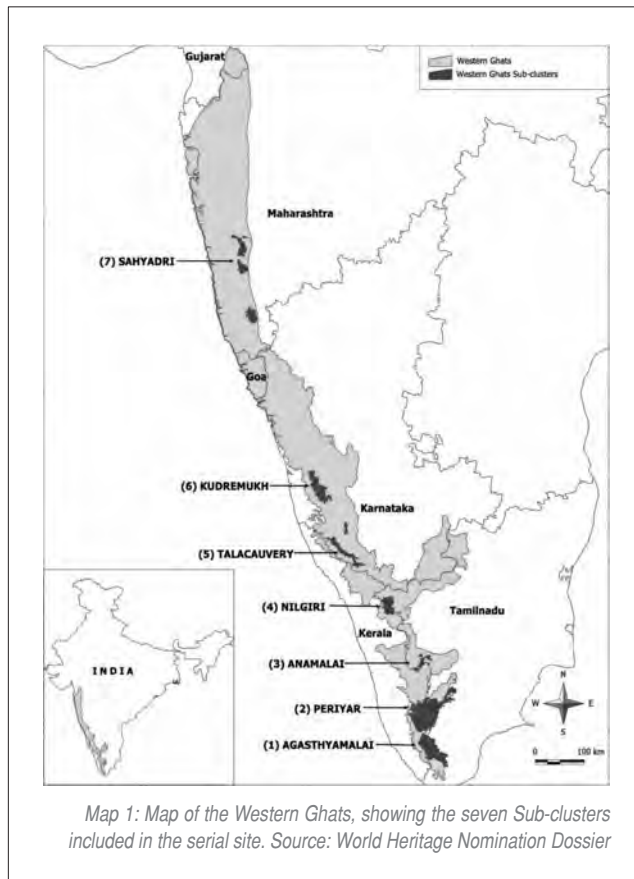 Gujarat
Western Ghats
Western Ghats Sub-clusters
Maharashtra
(7) SAHYADRI
Goa
(6) KUDREMUKH
Karnataka
(5) TALACAUVERY
(4) NILGIRI
Tamilnadu
Kerala
(3) ANAMALAI
INDIA
(2) PERIYAR
N
W E
S
(1) AGASTHYAMALAI
0 100 km
Map 1: Map of the Western Ghats, showing the seven Sub-clusters
included in the serial site. Source: World Heritage Nomination Dossier